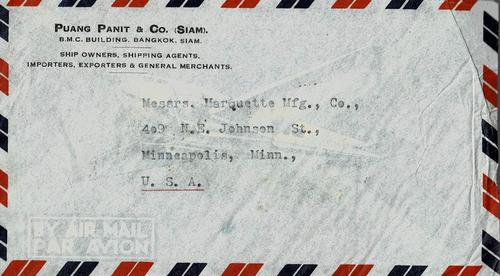 PUANG PANIT & CO. (SIAM).
B.M.C. BUILDING, BANGKOK, SIAM.
SHIP OWNERS, SHIPPING AGENTS,
IMPORTERS, EXPORTERS & GENERAL MERCHANTS.
Messrs. Marquette Mfg., Co.,
409 N.E. Johnson St.,
Minneapolis, Minn.,
U. S. A.
BY AIR MAIL
PAR AVION